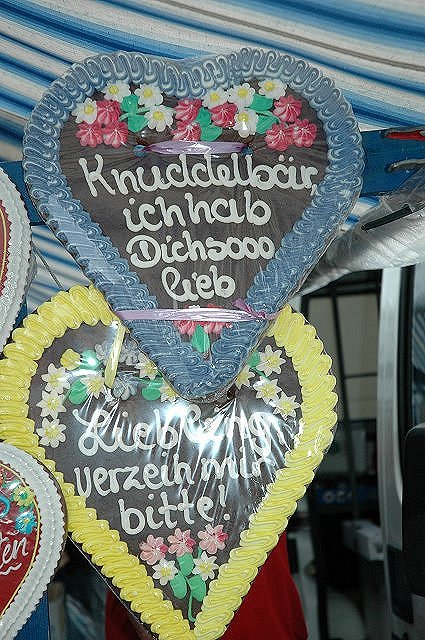 Knuddelbär,
ich hab
Dich sooo
lieb
Liebling
verzeih mir
bitte!